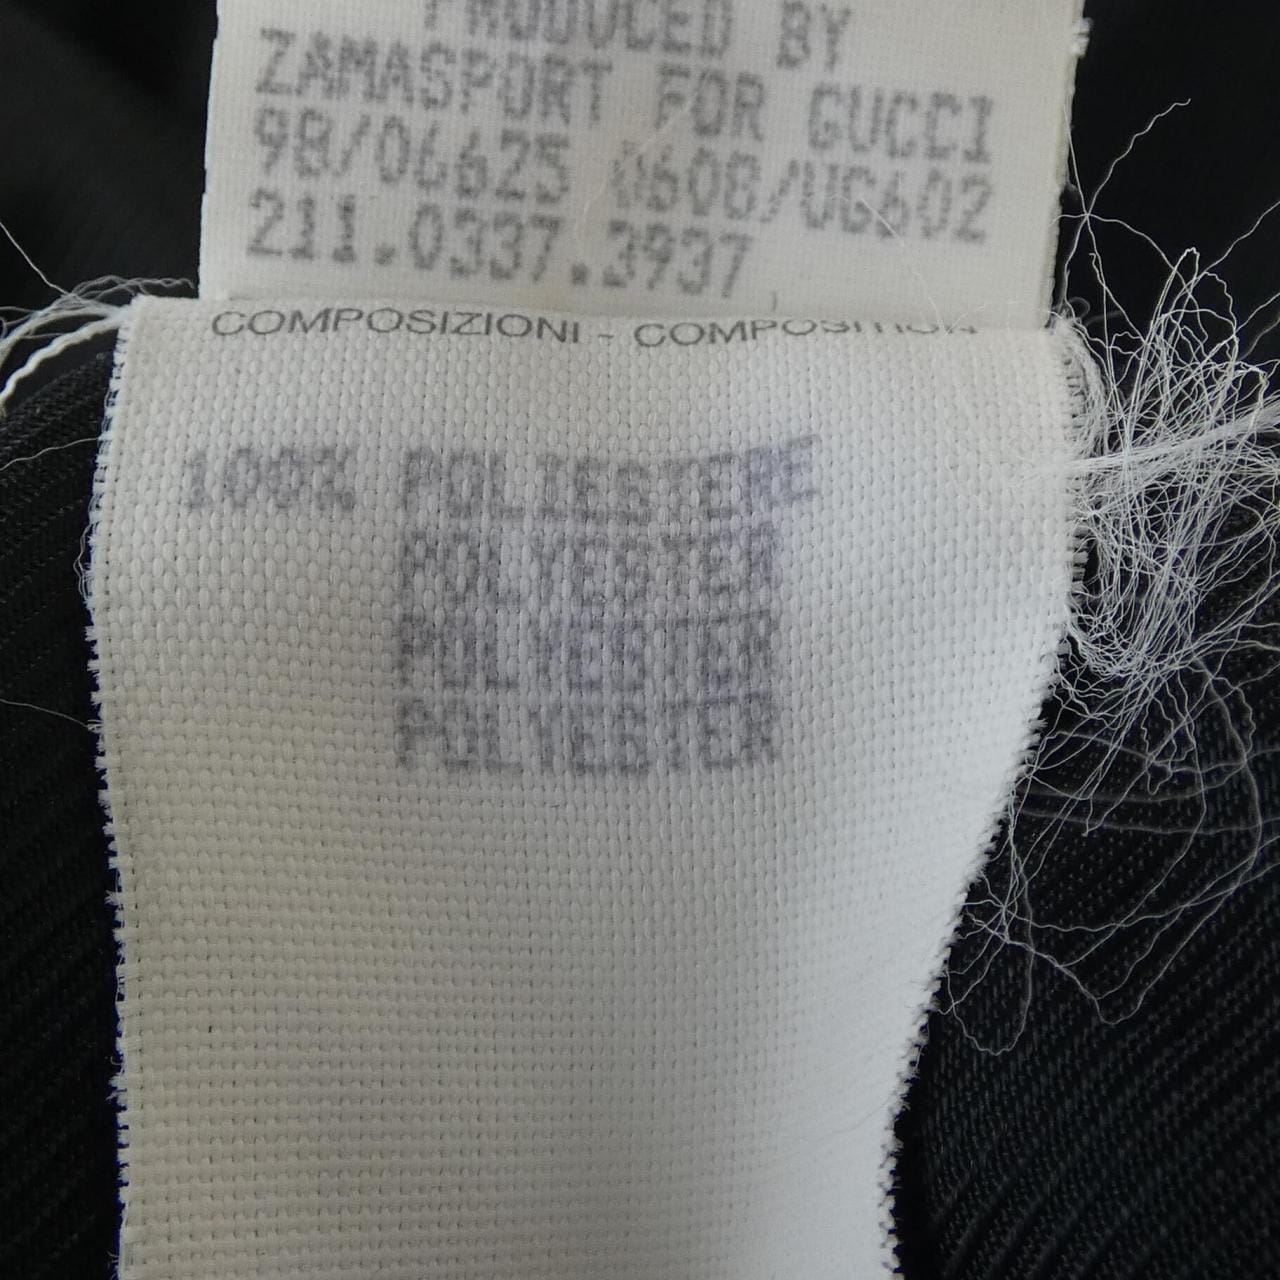 PRODUCED BY
ZAMASPORT FOR GUCCI
98/06625 0608/UG602
211.0337.3937
COMPOSIZIONI - COMPOSITION
100% POLIESTERE
POLYESTER
POLYESTER
POLYESTER